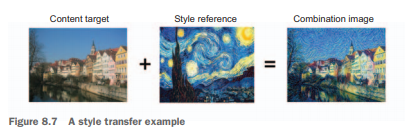 Content target Style reference Combination image
+ =
Figure 8.7 A style transfer example